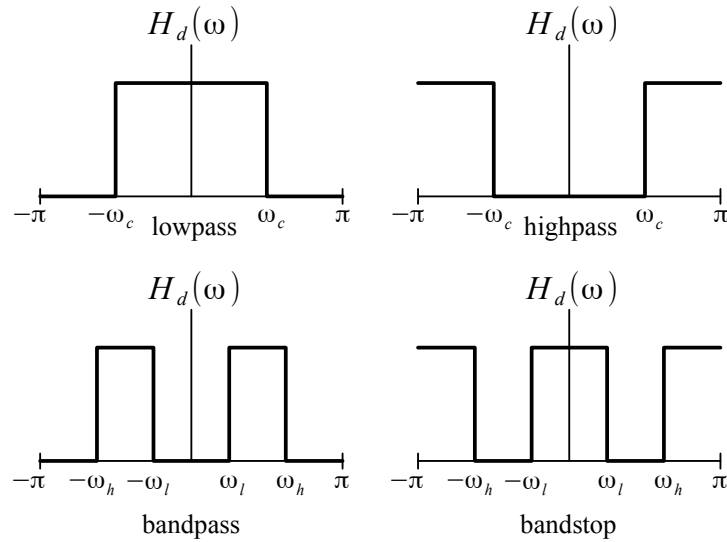 H_d(ω) H_d(ω)
−π −ω_c ω_c π −π −ω_c ω_c π
lowpass highpass
H_d(ω) H_d(ω)
−π −ω_h −ω_l ω_l ω_h π −π −ω_h −ω_l ω_l ω_h π
bandpass bandstop